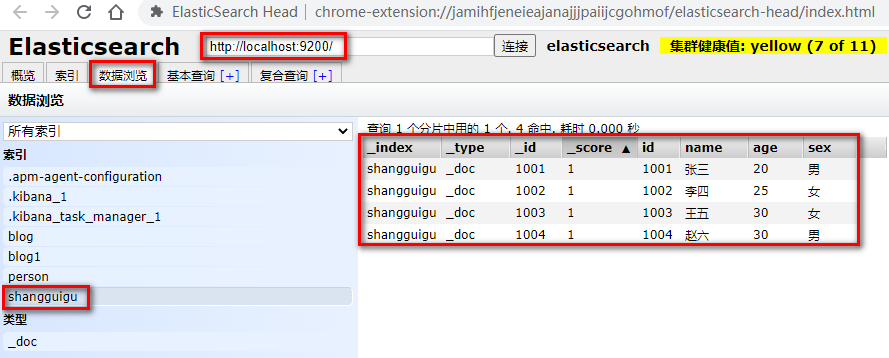 ElasticSearch Head | chrome-extension://jamihfjeneieajanajjjpaiijcgohmof/elasticsearch-head/index.html
Elasticsearch http://localhost:9200/ 连接 elasticsearch 集群健康值: yellow (7 of 11)
概览 索引 数据浏览 基本查询 [+] 复合查询 [+]
数据浏览
所有索引
索引
.apm-agent-configuration
.kibana_1
.kibana_task_manager_1
blog
blog1
person
shangguigu
类型
_doc
查询 1 个分片中用的 1 个. 4 命中. 耗时 0.000 秒
_index _type _id _score ▲ id name age sex
shangguigu _doc 1001 1 1001 张三 20 男
shangguigu _doc 1002 1 1002 李四 25 女
shangguigu _doc 1003 1 1003 王五 30 女
shangguigu _doc 1004 1 1004 赵六 30 男